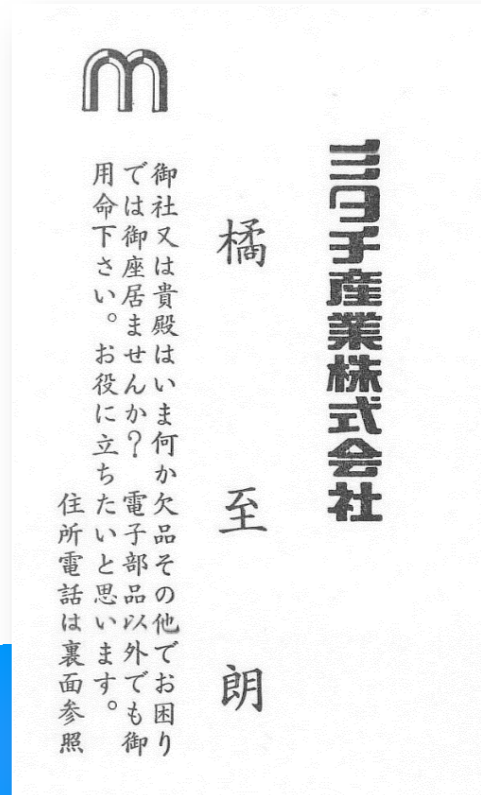 ミタチ産業株式会社
橘至朗
御社又は貴殿はいま何か欠品その他でお困り
では御座居ませんか？電子部品以外でも御
用命下さい。お役に立ちたいと思います。
住所電話は裏面参照
m